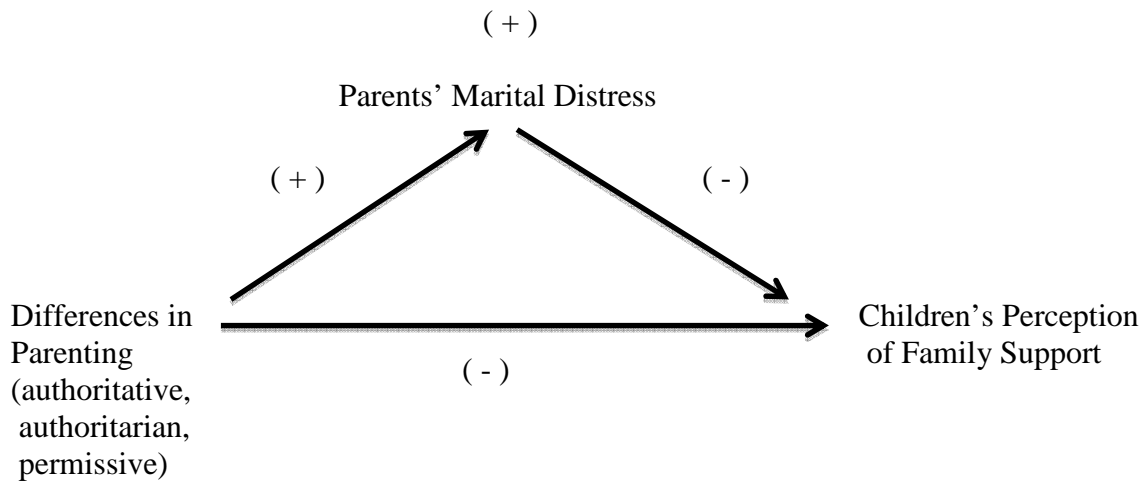 ( + )
Parents’ Marital Distress
( + )
( - )
Differences in
Parenting
(authoritative,
authoritarian,
permissive)
Children’s Perception
of Family Support
( - )